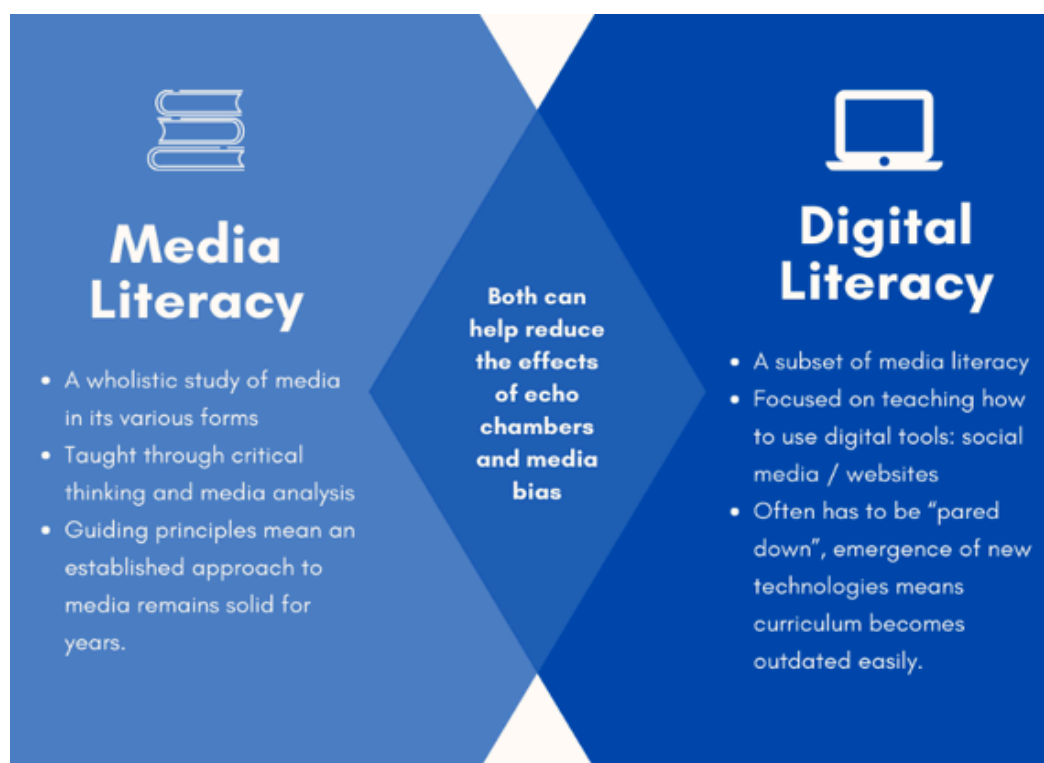 Media
Literacy
• A wholistic study of media
in its various forms
• Taught through critical
thinking and media analysis
• Guiding principles mean an
established approach to
media remains solid for
years.
Both can
help reduce
the effects
of echo
chambers
and media
bias
Digital
Literacy
• A subset of media literacy
• Focused on teaching how
to use digital tools: social
media / websites
• Often has to be “pared
down”, emergence of new
technologies means
curriculum becomes
outdated easily.